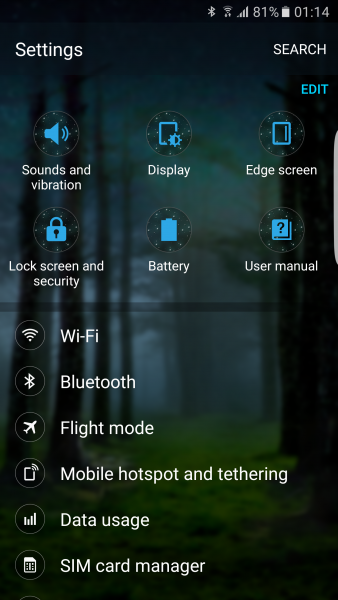 81% 01:14
Settings
SEARCH
EDIT
Sounds and
vibration
Display
Edge screen
Lock screen and
security
Battery
User manual
Wi-Fi
Bluetooth
Flight mode
Mobile hotspot and tethering
Data usage
SIM card manager